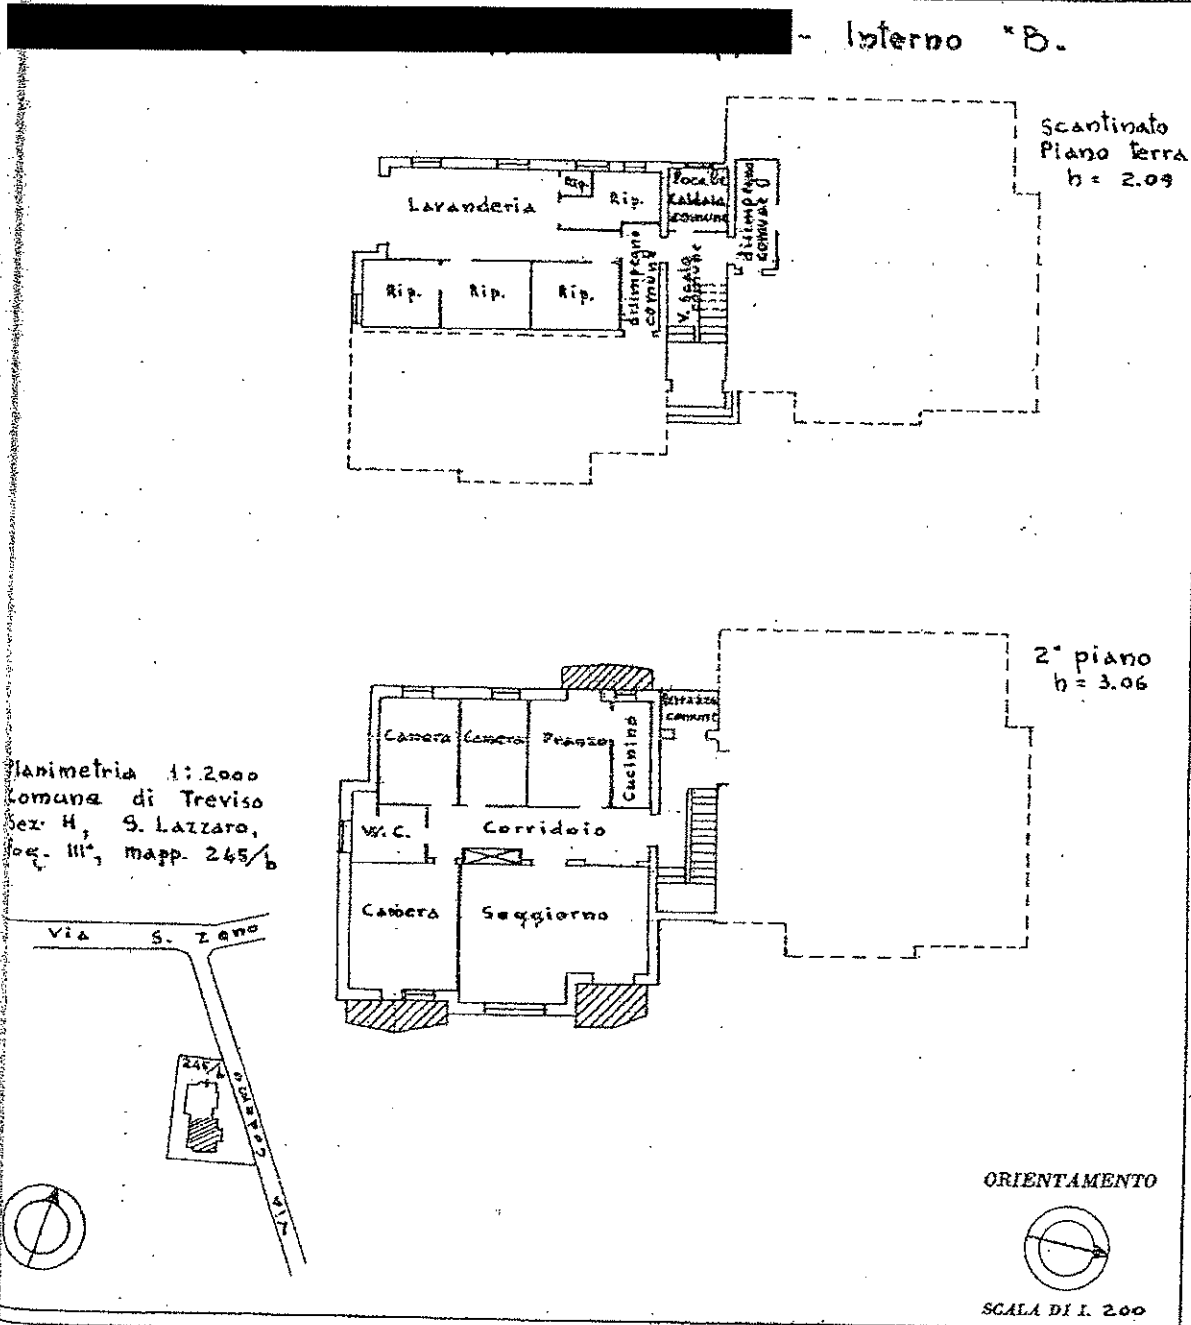 - Interno "B.
Scantinato
Piano terra
h = 2.09
Lavanderia
Rip.
Rip.
Locale
Caldaia
comune
disimpegno
comune
Rip.
Rip.
Rip.
disimpegno
comune
V. Scala
comune
2° piano
h = 3.06
Camera
Camera
Pranzo
Cucinino
terrazza
comune
W.C.
Corridoio
Camera
Soggiorno
Planimetria 1:2000
Comune di Treviso
Sez. H, S. Lazzaro,
Fog. III°, mapp. 245/b
Via S. Zeno
245/b
Via
ORIENTAMENTO
SCALA DI 1. 200